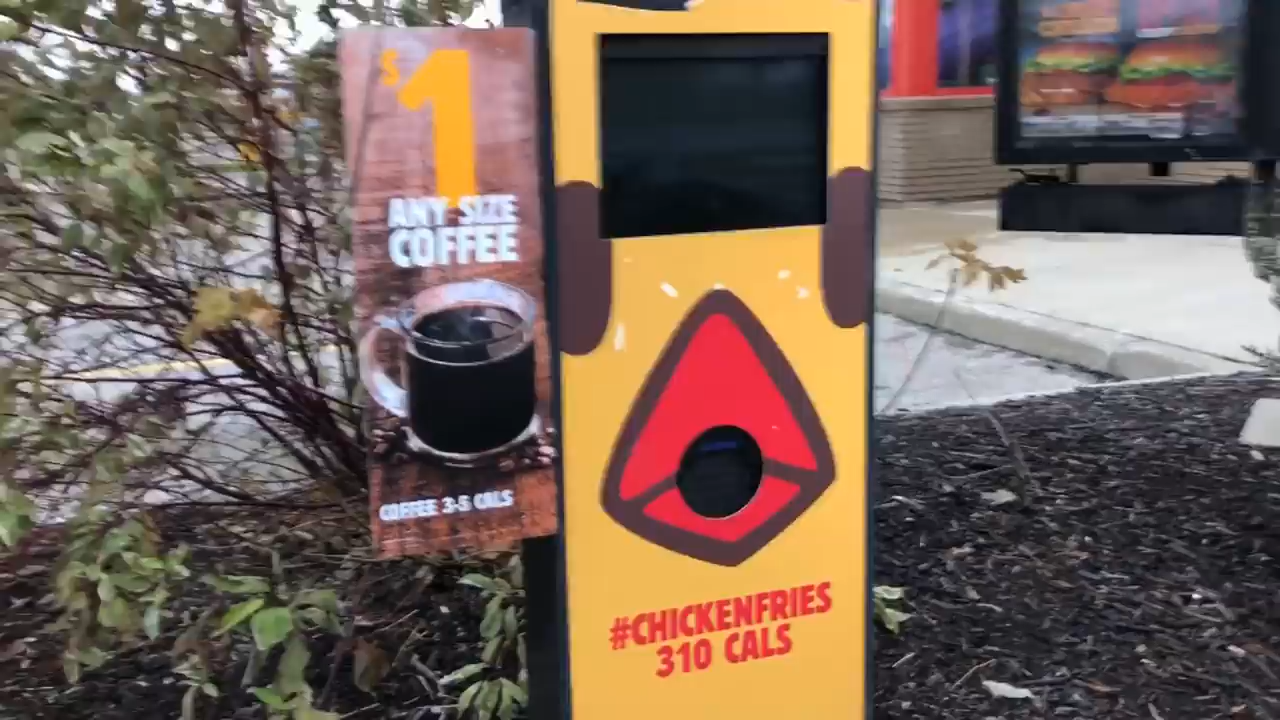 $1
ANY SIZE
COFFEE
COFFEE 3-5 CALS
#CHICKENFRIES
310 CALS